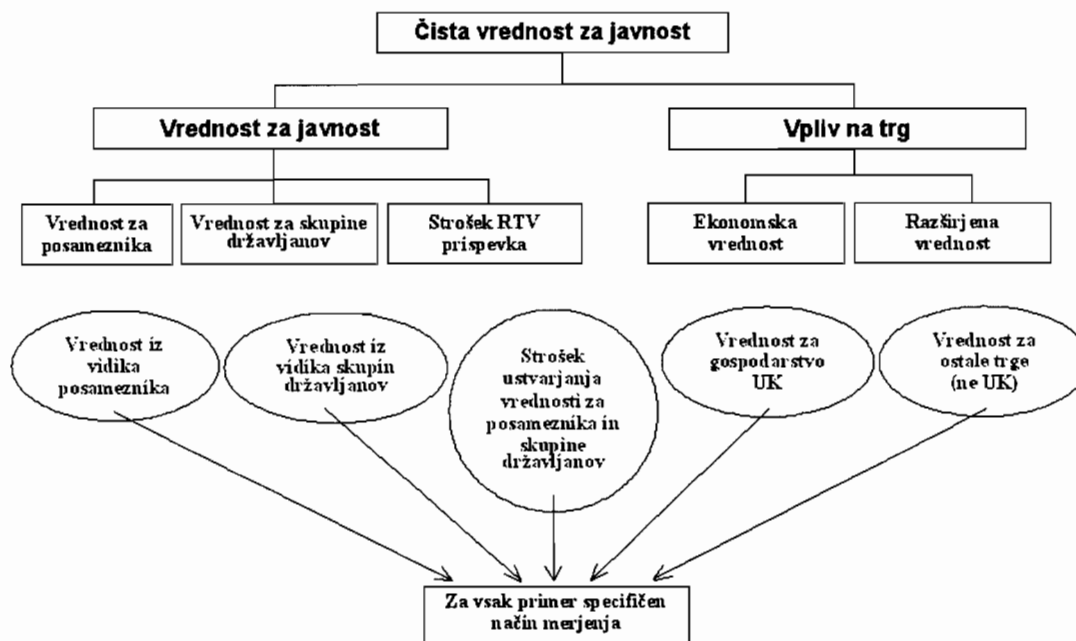 Čista vrednost za javnost
Vrednost za javnost
Vpliv na trg
Vrednost za
posameznika
Vrednost za skupine
državljanov
Strošek RTV
prispevka
Ekonomska
vrednost
Razširjena
vrednost
Vrednost iz
vidika
posameznika
Vrednost iz
vidika skupin
državljanov
Strošek
ustvarjanja
vrednosti za
posameznika in
skupine
državljanov
Vrednost za
gospodarstvo
UK
Vrednost za
ostale trge
(ne UK)
Za vsak primer specifičen
način merjenja